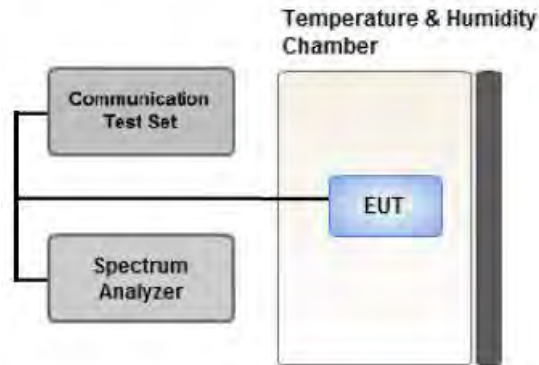 Temperature & Humidity
Chamber
Communication
Test Set
EUT
Spectrum
Analyzer